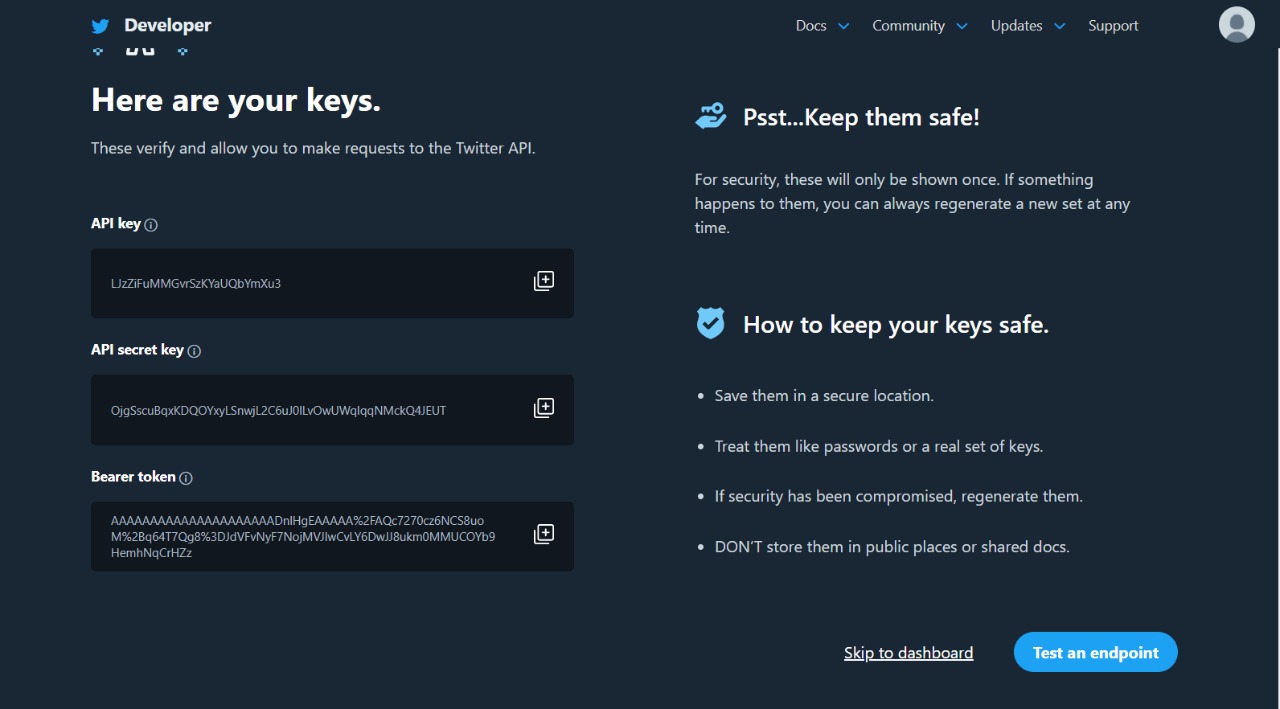 Developer
Docs
Community
Updates
Support
Here are your keys.
These verify and allow you to make requests to the Twitter API.
API key
LJzZiFuMMGvrSzKYaUQbYmXu3
API secret key
Bearer token
HemhNqCrHZz
Psst...Keep them safe!
For security, these will only be shown once. If something
happens to them, you can always regenerate a new set at any
time.
How to keep your keys safe.
• Save them in a secure location.
• Treat them like passwords or a real set of keys.
• If security has been compromised, regenerate them.
• DON'T store them in public places or shared docs.
Skip to dashboard
Test an endpoint